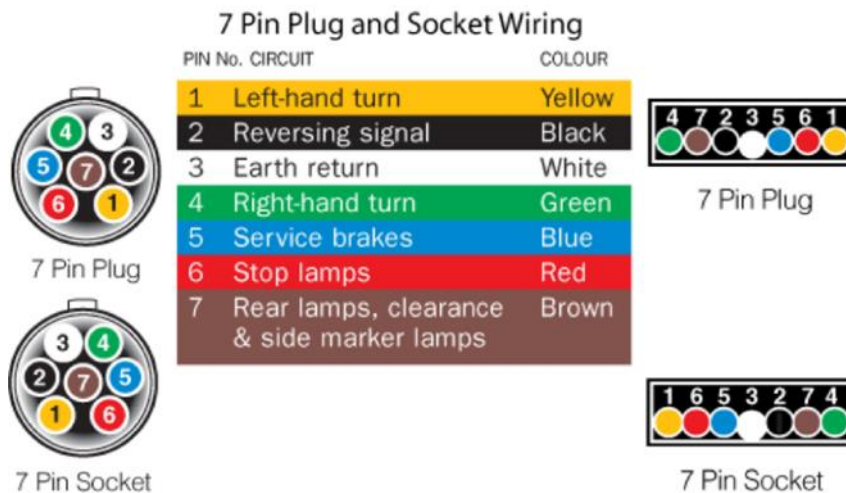 7 Pin Plug and Socket Wiring
PIN No. CIRCUIT COLOUR
1 Left-hand turn Yellow
2 Reversing signal Black
3 Earth return White
4 Right-hand turn Green
5 Service brakes Blue
6 Stop lamps Red
7 Rear lamps, clearance Brown
& side marker lamps
4 3
5 7 2
6 1
7 Pin Plug
3 4
2 7 5
1 6
7 Pin Socket
4 7 2 3 5 6 1
7 Pin Plug
1 6 5 3 2 7 4
7 Pin Socket